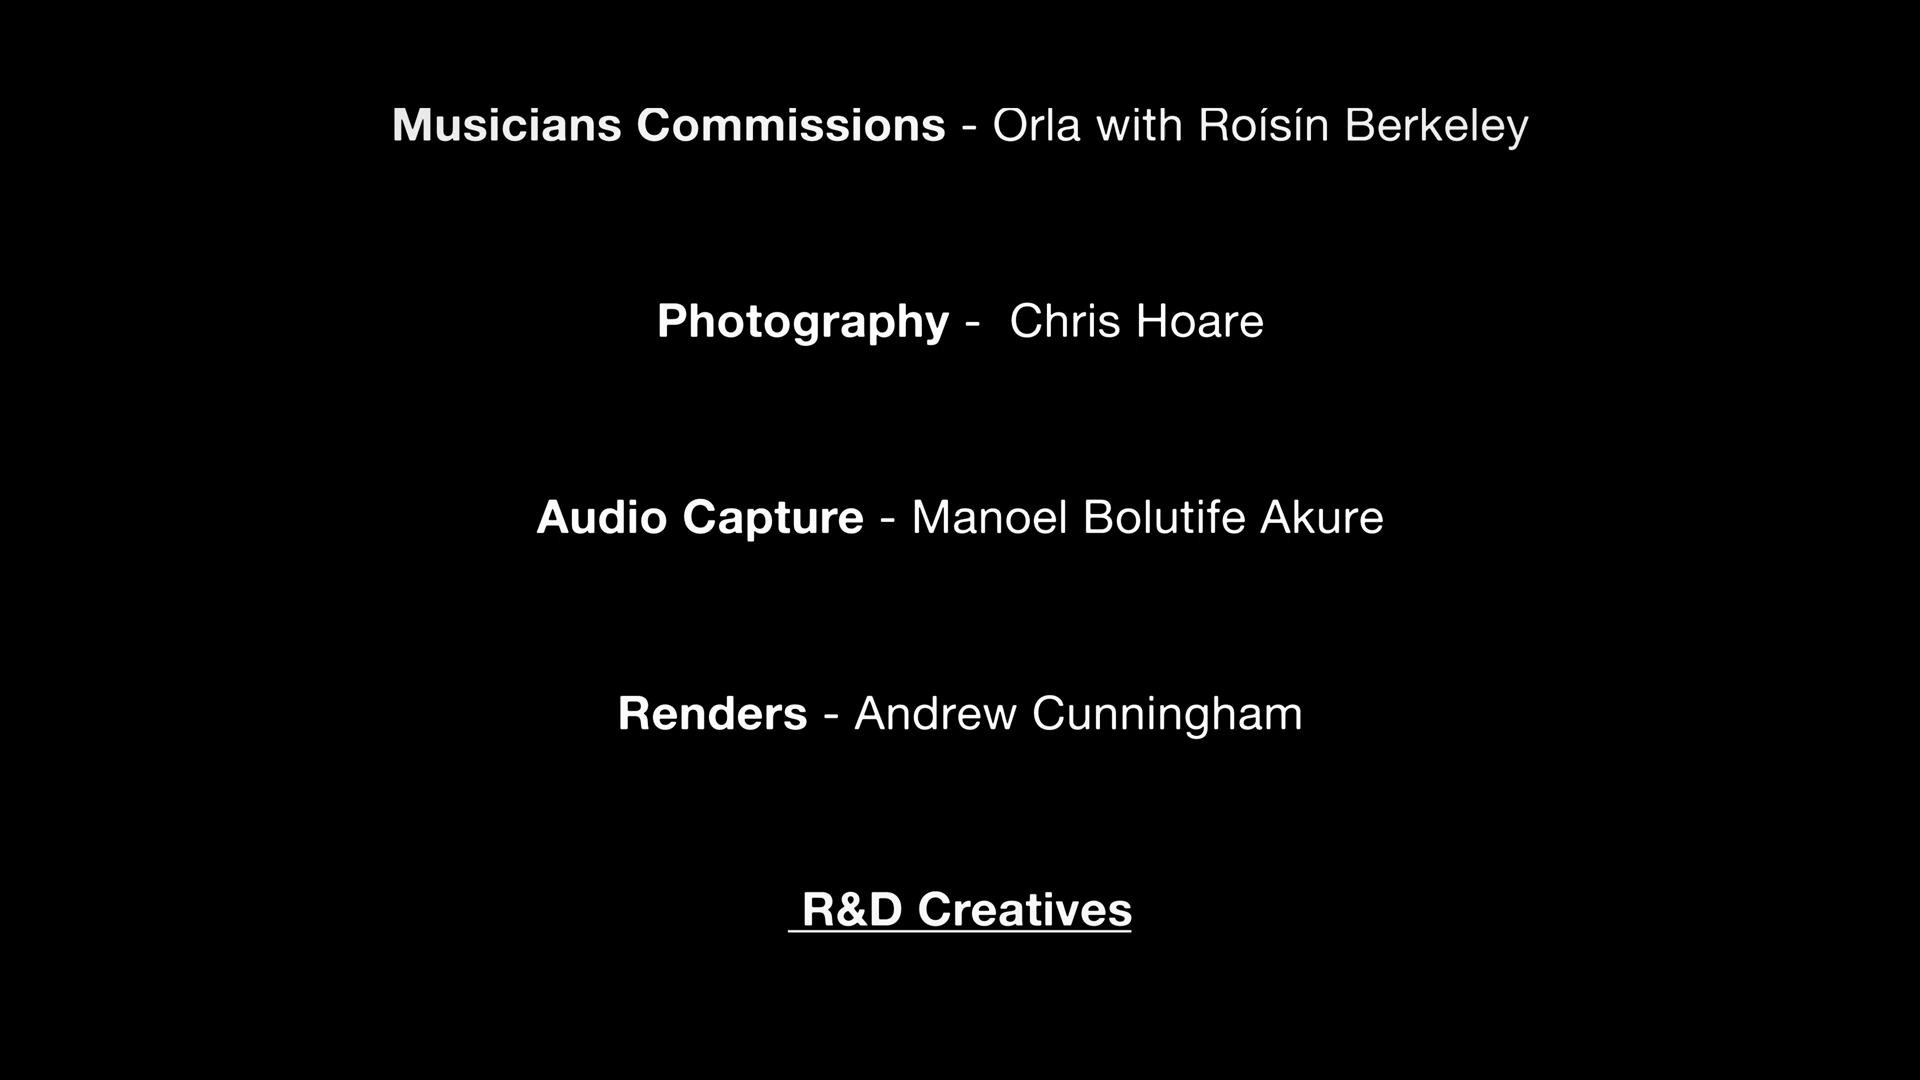 Musicians Commissions - Orla with Roísín Berkeley
Photography -  Chris Hoare
Audio Capture - Manoel Bolutife Akure
Renders - Andrew Cunningham
R&D Creatives